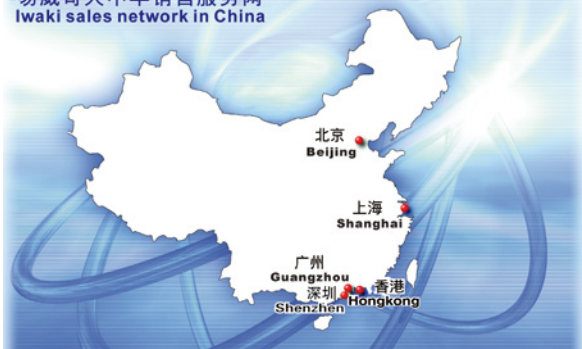 Iwaki sales network in China
北京
Beijing
上海
Shanghai
广州
Guangzhou
深圳
Shenzhen
香港
Hongkong